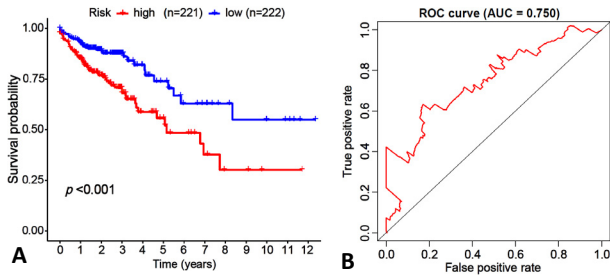 Risk high (n=221) low (n=222)
Survival probability
1.00
0.75
0.50
0.25
0.00
p <0.001
0 1 2 3 4 5 6 7 8 9 10 11 12
Time (years)
A
ROC curve (AUC = 0.750)
True positive rate
1.0
0.8
0.6
0.4
0.2
0.0
0.0 0.2 0.4 0.6 0.8 1.0
False positive rate
B